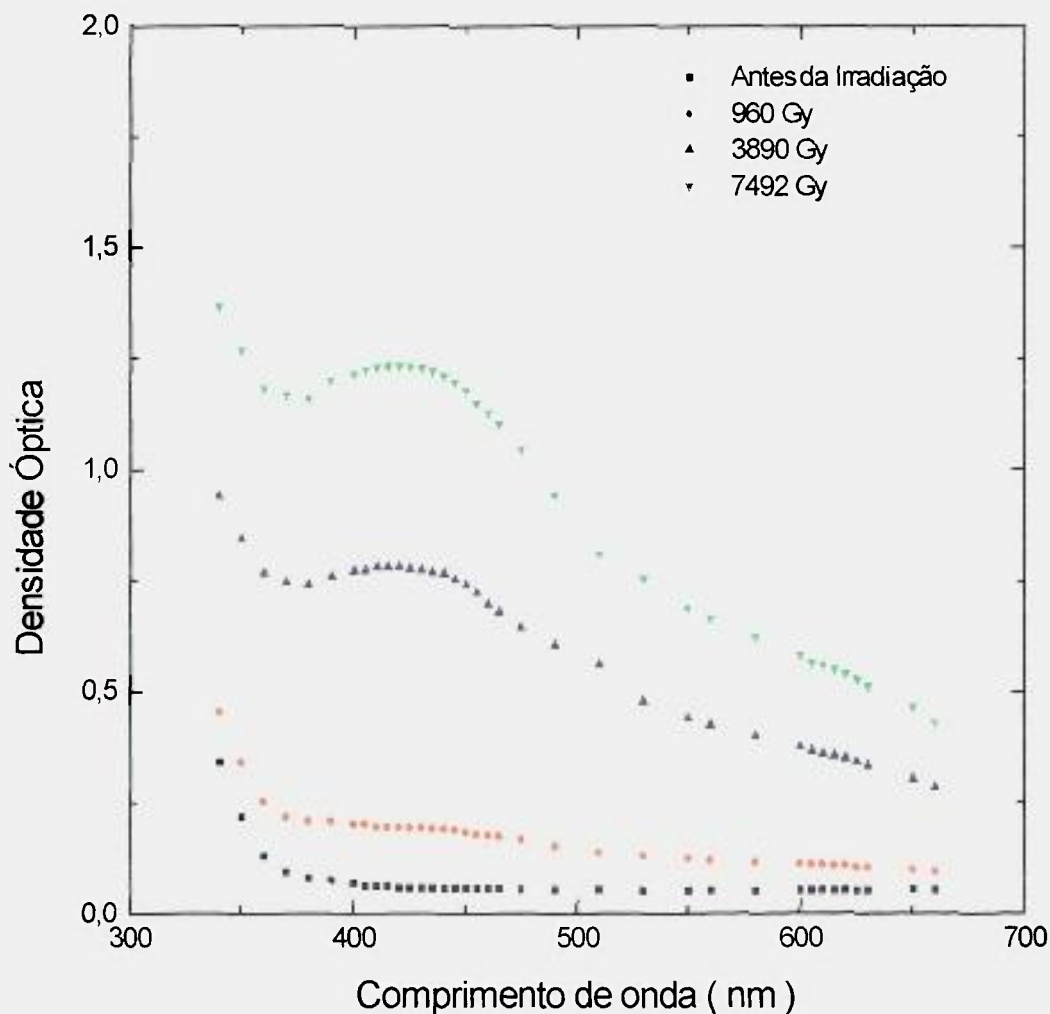 2,0
1,5
1,0
0,5
0,0
Densidade Óptica
Antes da Irradiação
960 Gy
3890 Gy
7492 Gy
300 400 500 600 700
Comprimento de onda ( nm )